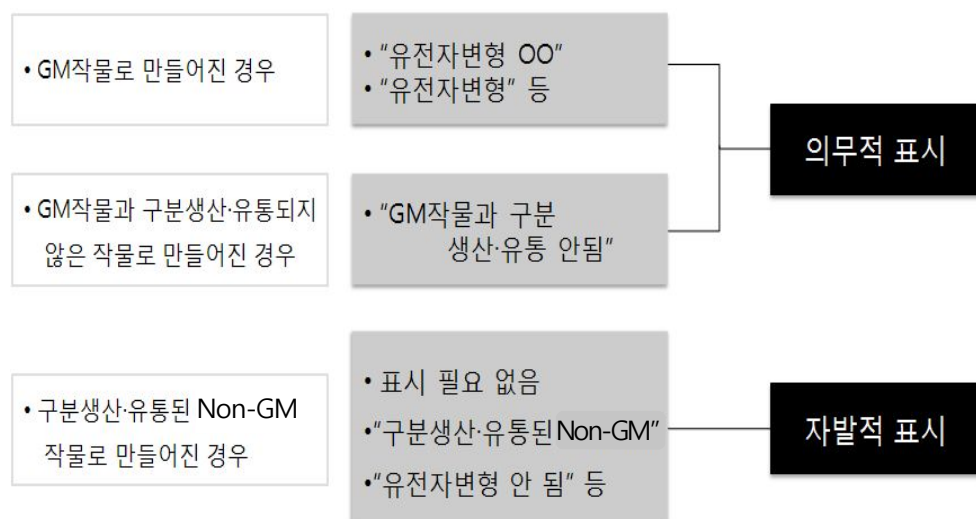 • GM작물로 만들어진 경우
• "유전자변형 OO"
• "유전자변형" 등
의무적 표시
• GM작물과 구분생산·유통되지
않은 작물로 만들어진 경우
• "GM작물과 구분
생산·유통 안됨"
• 구분생산·유통된 Non-GM
작물로 만들어진 경우
• 표시 필요 없음
•"구분생산·유통된 Non-GM"
•"유전자변형 안 됨" 등
자발적 표시